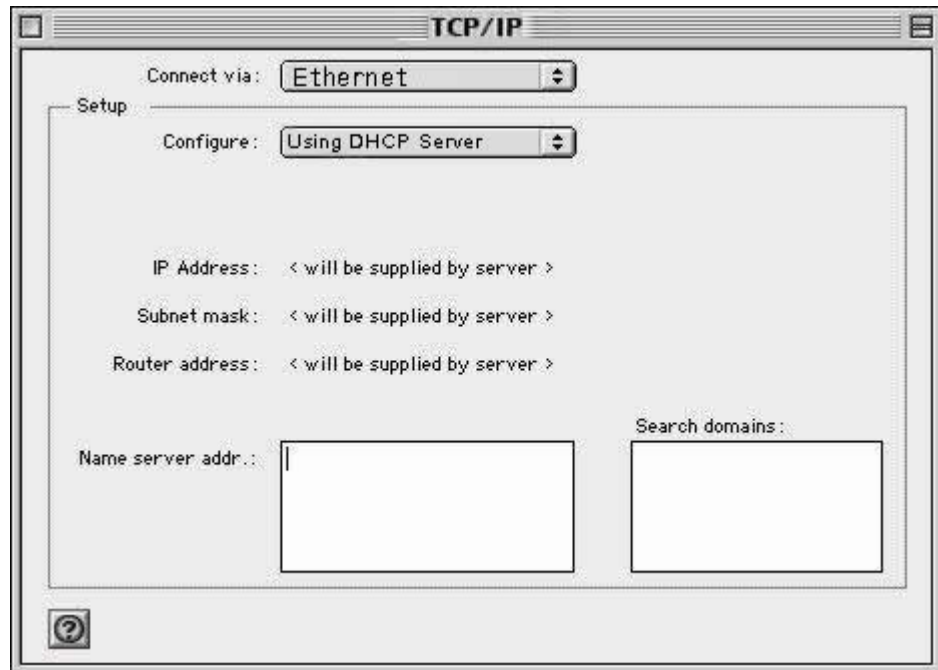 TCP/IP
Connect via: Ethernet
Setup
Configure: Using DHCP Server
IP Address: < will be supplied by server >
Subnet mask: < will be supplied by server >
Router address: < will be supplied by server >
Search domains:
Name server addr.:
?